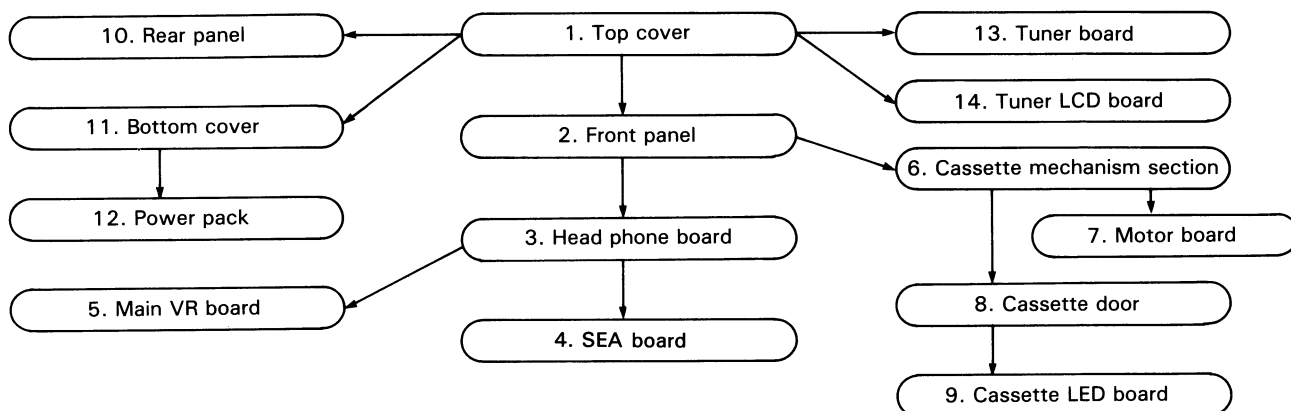 10. Rear panel
1. Top cover
13. Tuner board
14. Tuner LCD board
11. Bottom cover
2. Front panel
6. Cassette mechanism section
12. Power pack
3. Head phone board
7. Motor board
5. Main VR board
8. Cassette door
4. SEA board
9. Cassette LED board